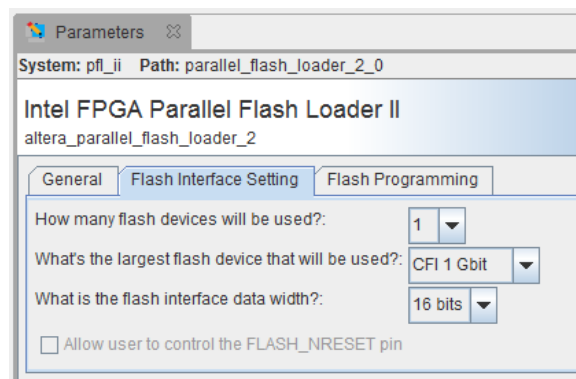 Parameters
System: pfl_ii Path: parallel_flash_loader_2_0
Intel FPGA Parallel Flash Loader II
altera_parallel_flash_loader_2
General Flash Interface Setting Flash Programming
How many flash devices will be used?: 1
What's the largest flash device that will be used?: CFI 1 Gbit
What is the flash interface data width?: 16 bits
Allow user to control the FLASH_NRESET pin